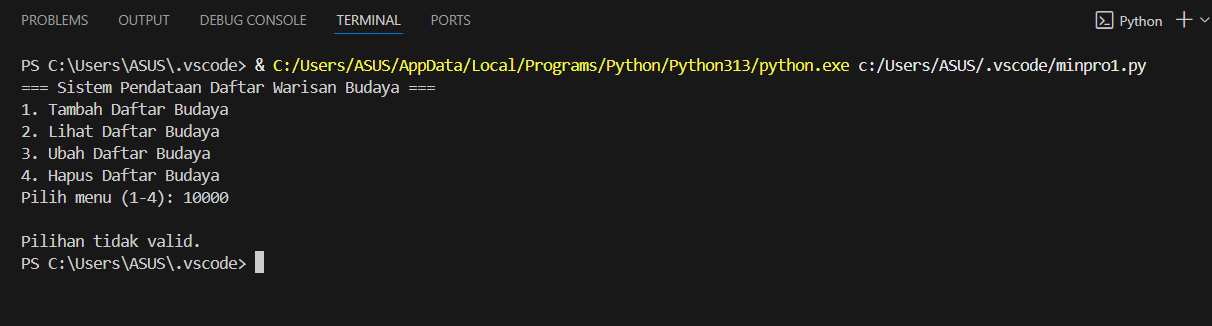 PROBLEMS OUTPUT DEBUG CONSOLE TERMINAL PORTS Python
PS C:\Users\ASUS\.vscode> & C:/Users/ASUS/AppData/Local/Programs/Python/Python313/python.exe c:/Users/ASUS/.vscode/minpro1.py
=== Sistem Pendataan Daftar Warisan Budaya ===
1. Tambah Daftar Budaya
2. Lihat Daftar Budaya
3. Ubah Daftar Budaya
4. Hapus Daftar Budaya
Pilih menu (1-4): 10000
Pilihan tidak valid.
PS C:\Users\ASUS\.vscode>